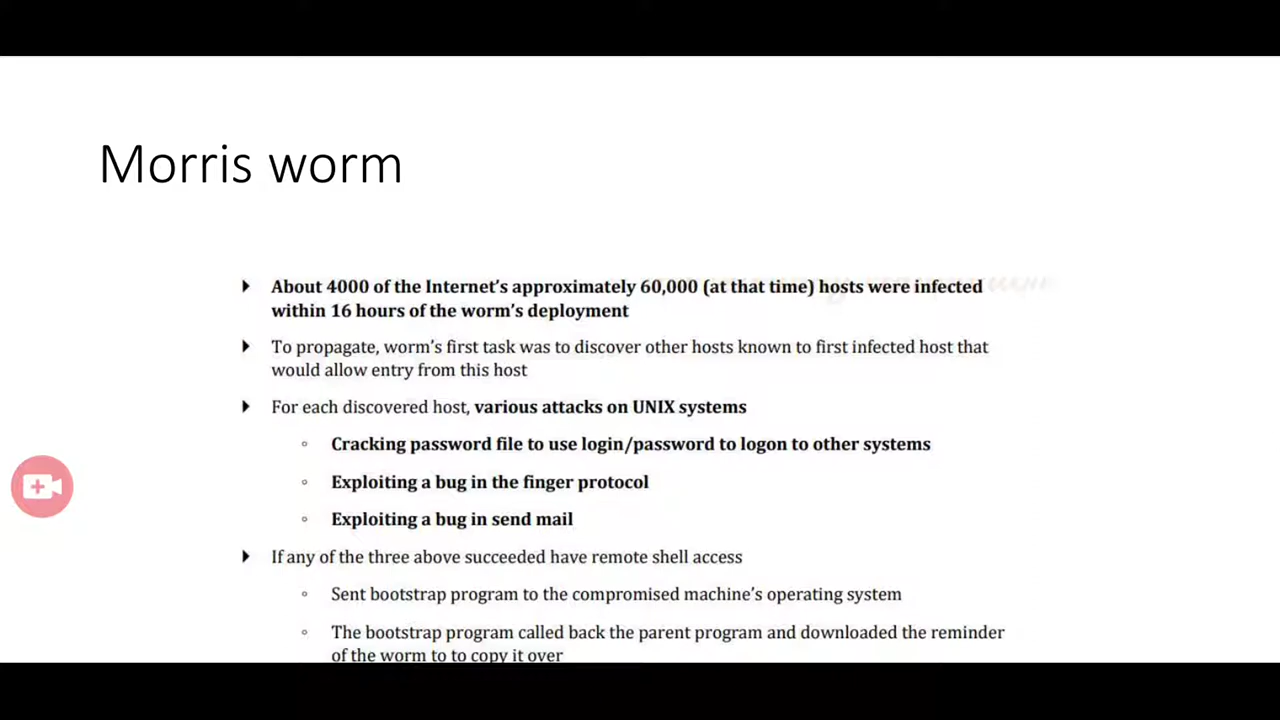 Morris worm
About 4000 of the Internet's approximately 60,000 (at that time) hosts were infected
within 16 hours of the worm's deployment
To propagate, worm's first task was to discover other hosts known to first infected host that
would allow entry from this host
For each discovered host, various attacks on UNIX systems
Cracking password file to use login/password to logon to other systems
Exploiting a bug in the finger protocol
Exploiting a bug in send mail
If any of the three above succeeded have remote shell access
Sent bootstrap program to the compromised machine's operating system
The bootstrap program called back the parent program and downloaded the reminder
of the worm to to copy it over